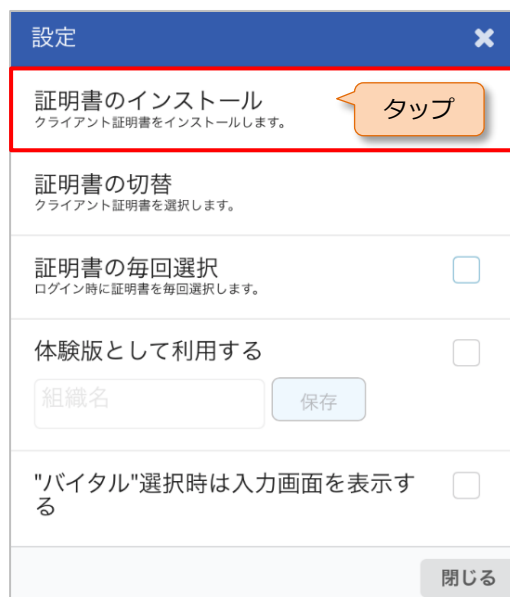 設定
証明書のインストール
タップ
クライアント証明書をインストールします。
証明書の切替
クライアント証明書を選択します。
証明書の毎回選択
ログイン時に証明書を毎回選択します。
体験版として利用する
組織名
保存
"バイタル"選択時は入力画面を表示す
る
閉じる